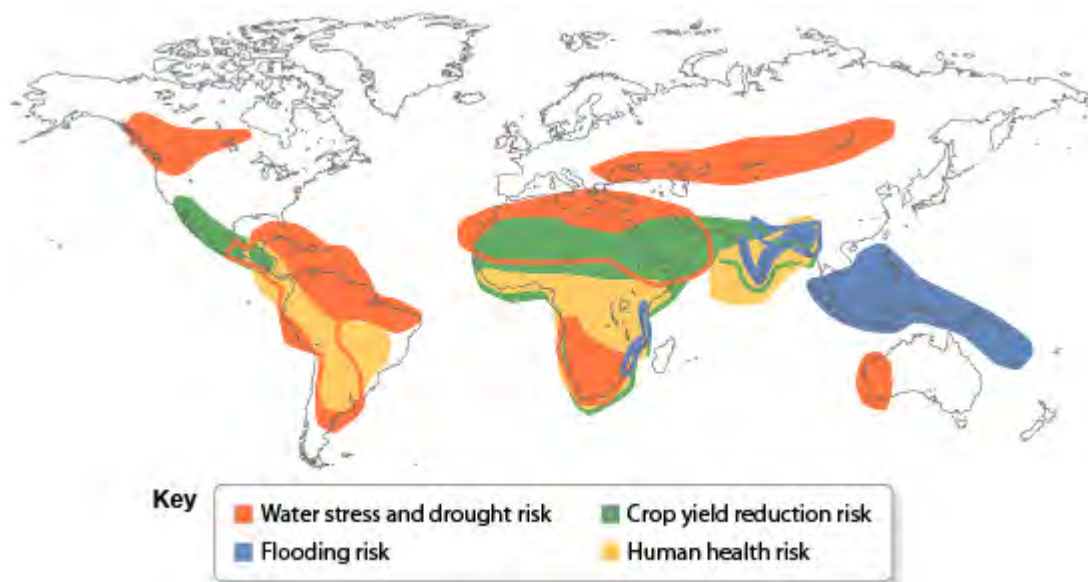 Key
Water stress and drought risk
Crop yield reduction risk
Flooding risk
Human health risk